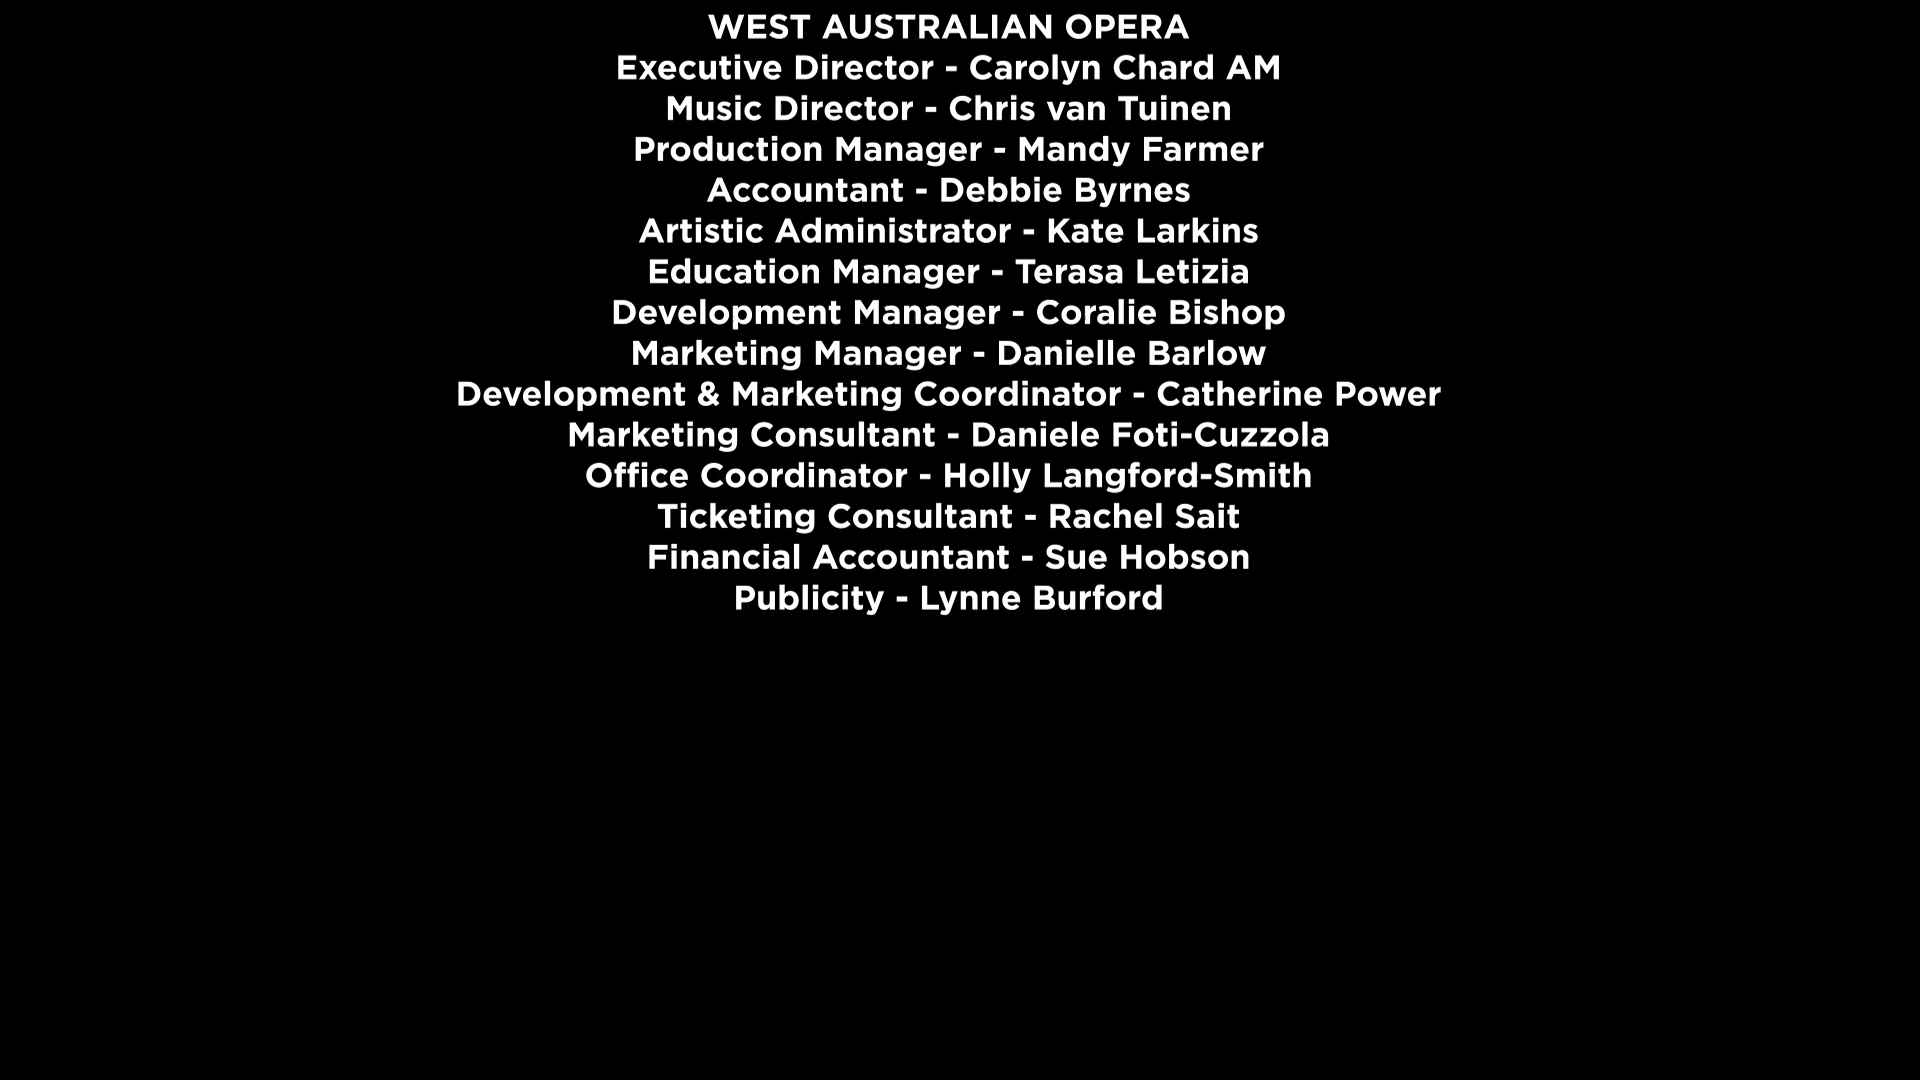 WEST AUSTRALIAN OPERA
Executive Director - Carolyn Chard AM
Music Director - Chris van Tuinen
Production Manager - Mandy Farmer
Accountant - Debbie Byrnes
Artistic Administrator - Kate Larkins
Education Manager - Terasa Letizia
Development Manager - Coralie Bishop
Marketing Manager - Danielle Barlow
Development & Marketing Coordinator - Catherine Power
Marketing Consultant - Daniele Foti-Cuzzola
Office Coordinator - Holly Langford-Smith
Ticketing Consultant - Rachel Sait
Financial Accountant - Sue Hobson
Publicity - Lynne Burford